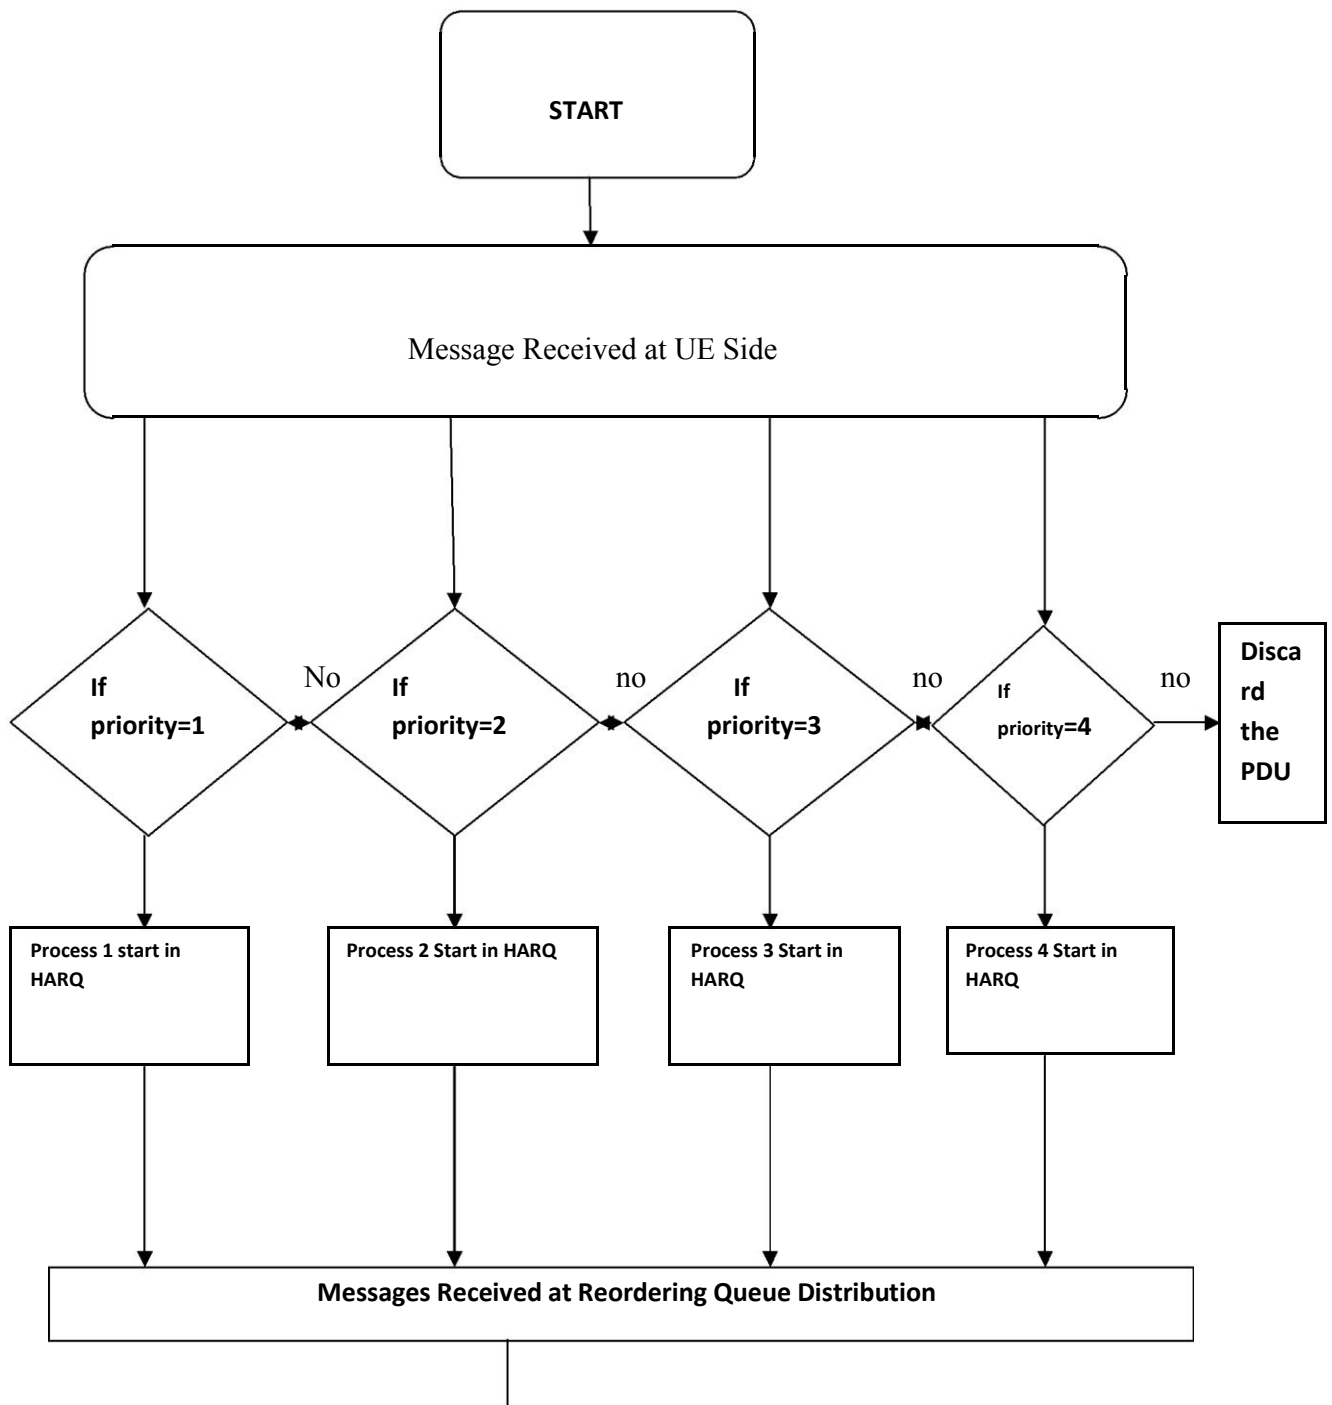 START
Message Received at UE Side
If
priority=1
No
If
priority=2
no
If
priority=3
no
If
priority=4
no
Disca
rd
the
PDU
Process 1 start in
HARQ
Process 2 Start in HARQ
Process 3 Start in
HARQ
Process 4 Start in
HARQ
Messages Received at Reordering Queue Distribution